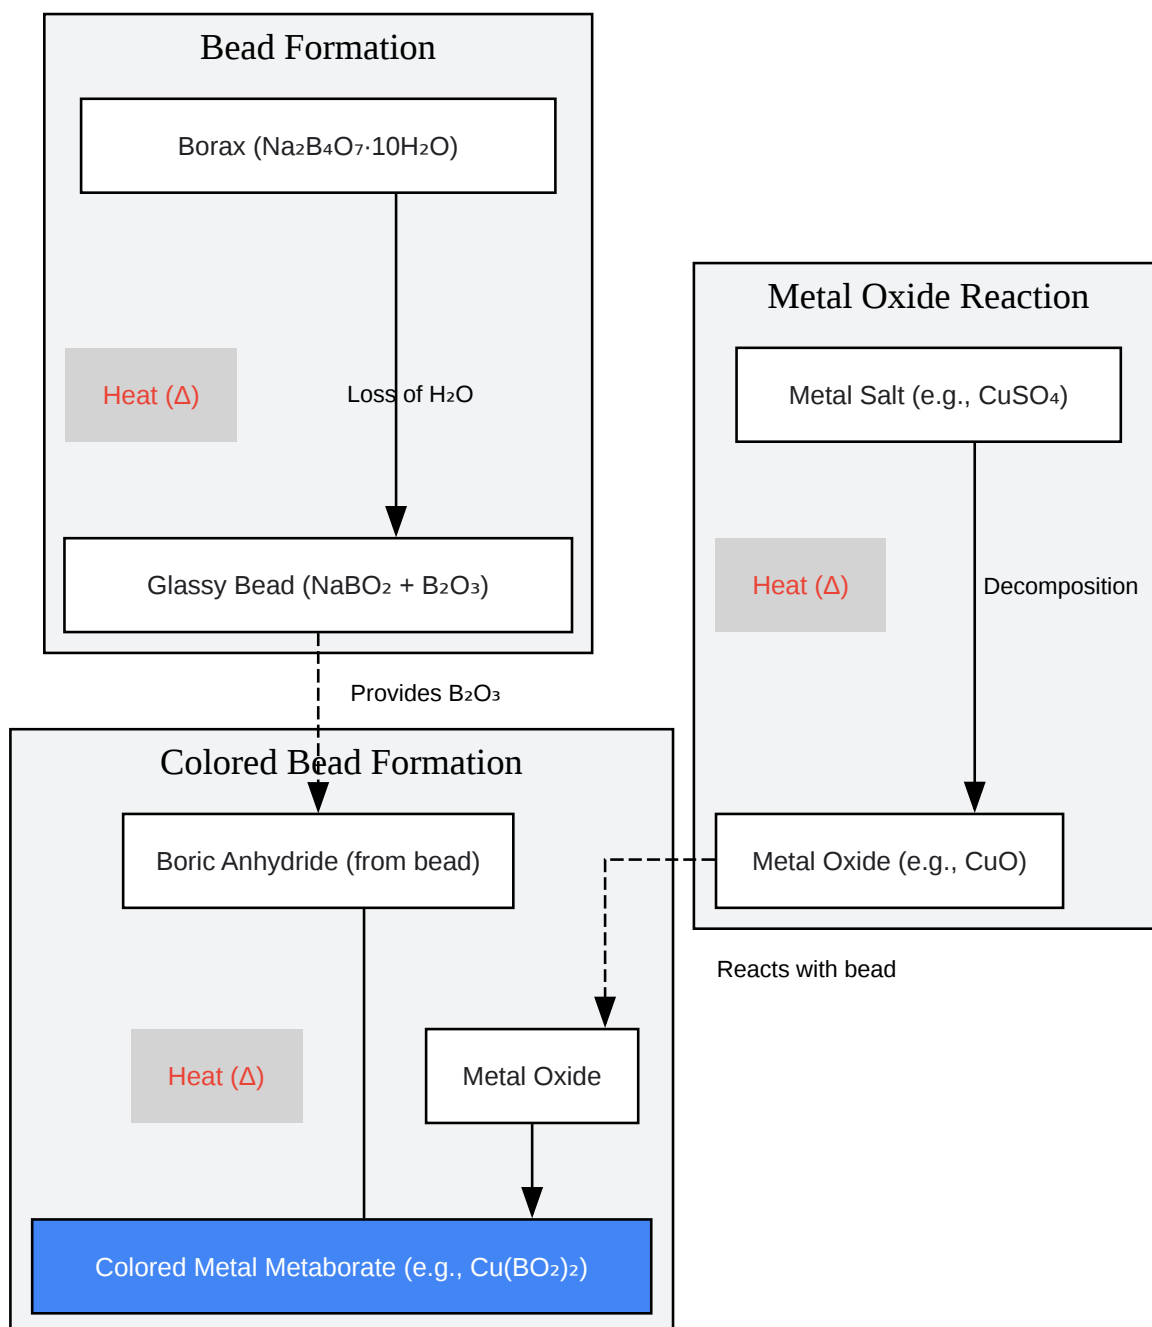 Bead Formation
Borax (Na₂B₄O₇·10H₂O)
Heat (Δ)
Loss of H₂O
Glassy Bead (NaBO₂ + B₂O₃)
Provides B₂O₃
Metal Oxide Reaction
Metal Salt (e.g., CuSO₄)
Heat (Δ)
Decomposition
Metal Oxide (e.g., CuO)
Reacts with bead
Colored Bead Formation
Boric Anhydride (from bead)
Heat (Δ)
Metal Oxide
Colored Metal Metaborate (e.g., Cu(BO₂)₂)